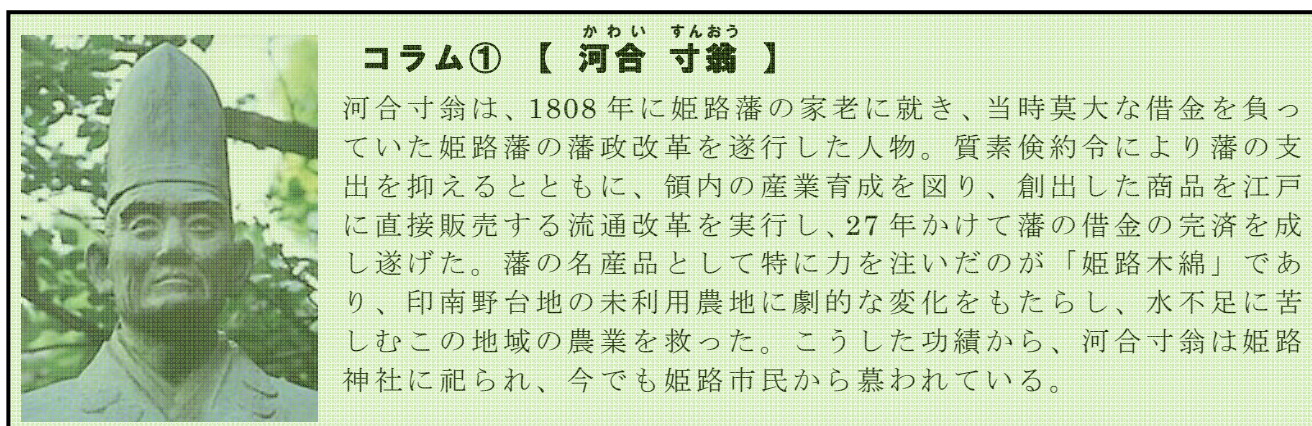 かわい すんおう
コラム① 【 河合 寸翁 】
河合寸翁は、1808 年に姫路藩の家老に就き、当時莫大な借金を負っ
ていた姫路藩の藩政改革を遂行した人物。質素倹約令により藩の支
出を抑えるとともに、領内の産業育成を図り、創出した商品を江戸
に直接販売する流通改革を実行し、27 年かけて藩の借金の完済を成
し遂げた。藩の名産品として特に力を注いだのが「姫路木綿」であ
り、印南野台地の未利用農地に劇的な変化をもたらし、水不足に苦
しむこの地域の農業を救った。こうした功績から、河合寸翁は姫路
神社に祀られ、今でも姫路市民から慕われている。